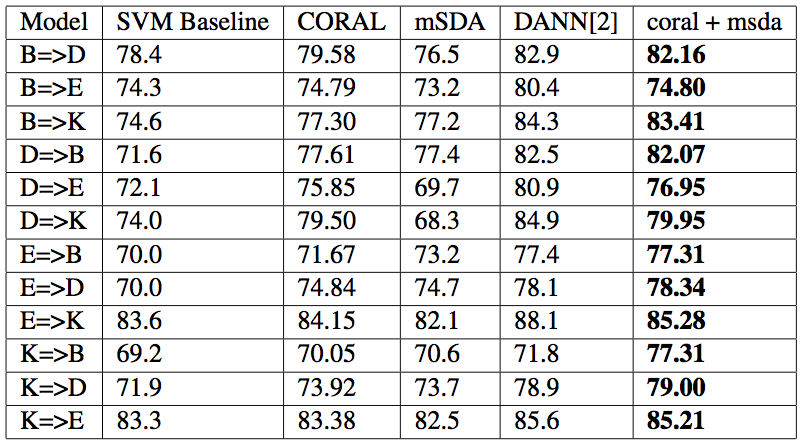 Model SVM Baseline CORAL mSDA DANN[2] coral + msda
B=>D 78.4 79.58 76.5 82.9 82.16
B=>E 74.3 74.79 73.2 80.4 74.80
B=>K 74.6 77.30 77.2 84.3 83.41
D=>B 71.6 77.61 77.4 82.5 82.07
D=>E 72.1 75.85 69.7 80.9 76.95
D=>K 74.0 79.50 68.3 84.9 79.95
E=>B 70.0 71.67 73.2 77.4 77.31
E=>D 70.0 74.84 74.7 78.1 78.34
E=>K 83.6 84.15 82.1 88.1 85.28
K=>B 69.2 70.05 70.6 71.8 77.31
K=>D 71.9 73.92 73.7 78.9 79.00
K=>E 83.3 83.38 82.5 85.6 85.21